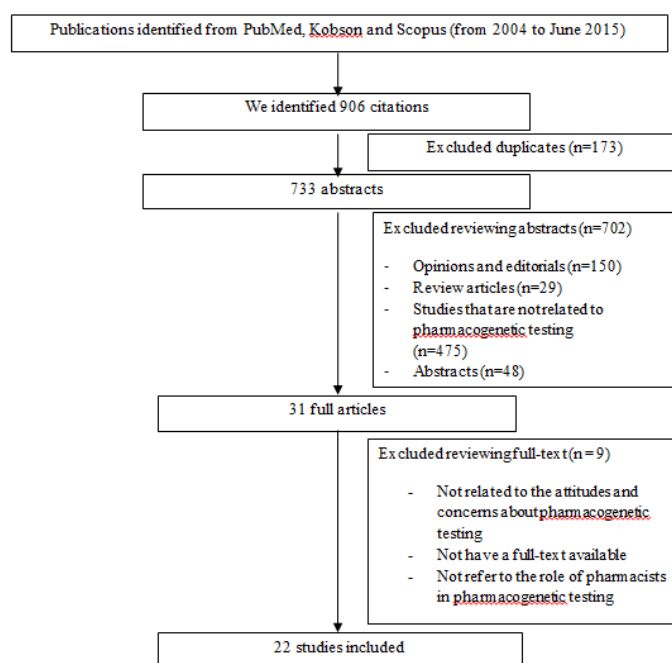 Publications identified from PubMed, Kobson and Scopus (from 2004 to June 2015)
We identified 906 citations
Excluded duplicates (n=173)
733 abstracts
Excluded reviewing abstracts (n=702)
- Opinions and editorials (n=150)
- Review articles (n=29)
- Studies that are not related to
pharmacogenetic testing
(n=475)
- Abstracts (n=48)
31 full articles
Excluded reviewing full-text (n=9)
- Not related to the attitudes and
concerns about pharmacogenetic
testing
- Not have a full-text available
- Not refer to the role of pharmacists
in pharmacogenetic testing
22 studies included